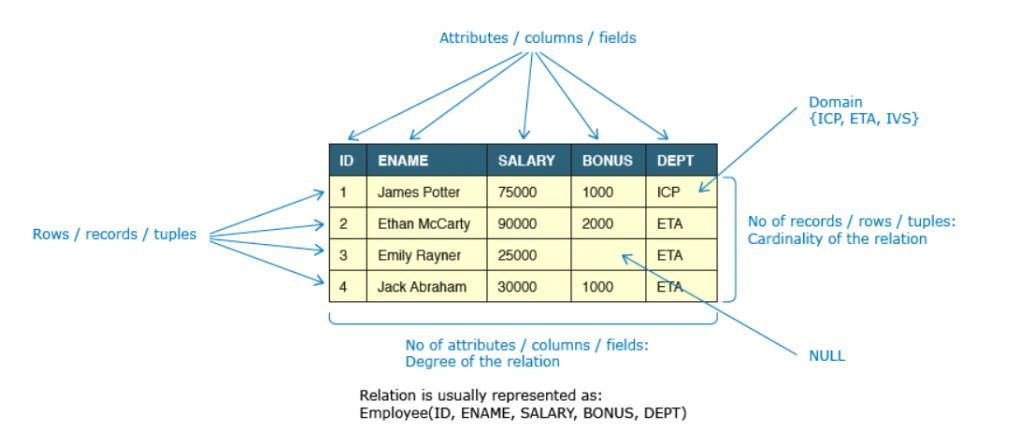 Attributes / columns / fields
Domain
{ICP, ETA, IVS}
ID ENAME SALARY BONUS DEPT
1 James Potter 75000 1000 ICP
2 Ethan McCarty 90000 2000 ETA
3 Emily Rayner 25000 ETA
4 Jack Abraham 30000 1000 ETA
Rows / records / tuples
No of records / rows / tuples:
Cardinality of the relation
No of attributes / columns / fields:
Degree of the relation
NULL
Relation is usually represented as:
Employee(ID, ENAME, SALARY, BONUS, DEPT)